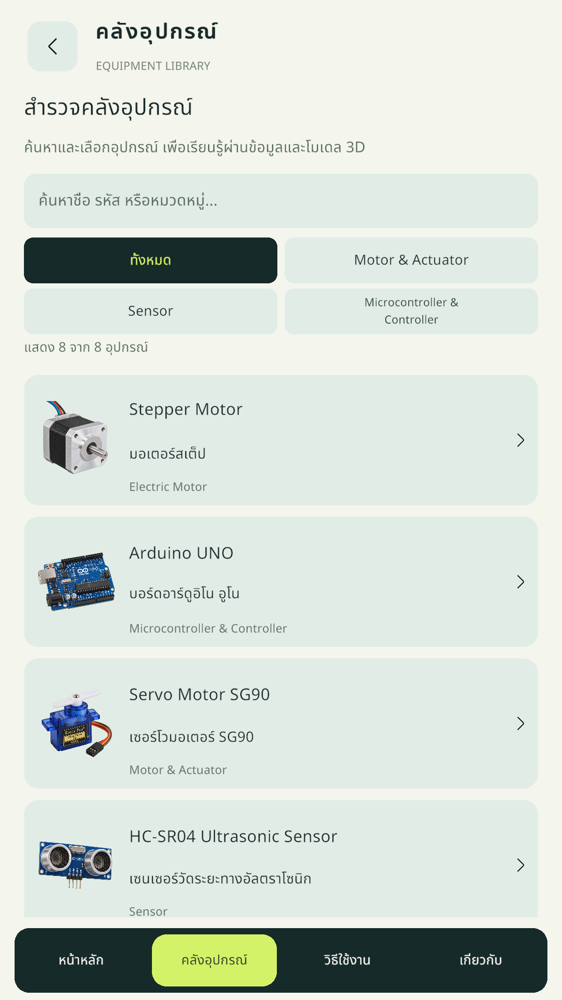 คลังอุปกรณ์
EQUIPMENT LIBRARY
สำรวจคลังอุปกรณ์
ค้นหาและเลือกอุปกรณ์ เพื่อเรียนรู้ผ่านข้อมูลและโมเดล 3D
ค้นหาชื่อ รหัส หรือหมวดหมู่...
ทั้งหมด
Motor & Actuator
Sensor
Microcontroller &
Controller
แสดง 8 จาก 8 อุปกรณ์
Stepper Motor
มอเตอร์สเต็ป
Electric Motor
Arduino UNO
บอร์ดอาร์ดูอิโน อูโน
Microcontroller & Controller
Servo Motor SG90
เซอร์โวมอเตอร์ SG90
Motor & Actuator
HC-SR04 Ultrasonic Sensor
เซนเซอร์วัดระยะทางอัลตราโซนิก
Sensor
หน้าหลัก
คลังอุปกรณ์
วิธีใช้งาน
เกี่ยวกับ